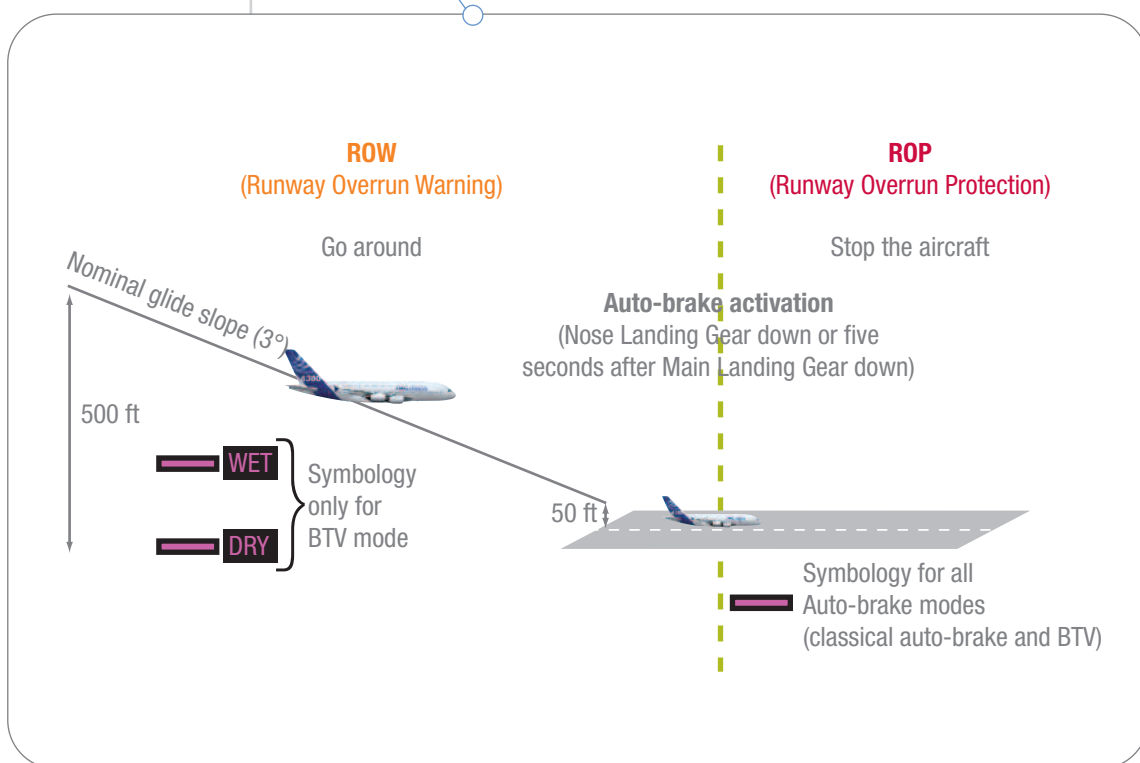 ROW
(Runway Overrun Warning)
Go around
ROP
(Runway Overrun Protection)
Stop the aircraft
Nominal glide slope (3°)
Auto-brake activation
(Nose Landing Gear down or five
seconds after Main Landing Gear down)
500 ft
WET
DRY
Symbology
only for
BTV mode
50 ft
Symbology for all
Auto-brake modes
(classical auto-brake and BTV)
A380